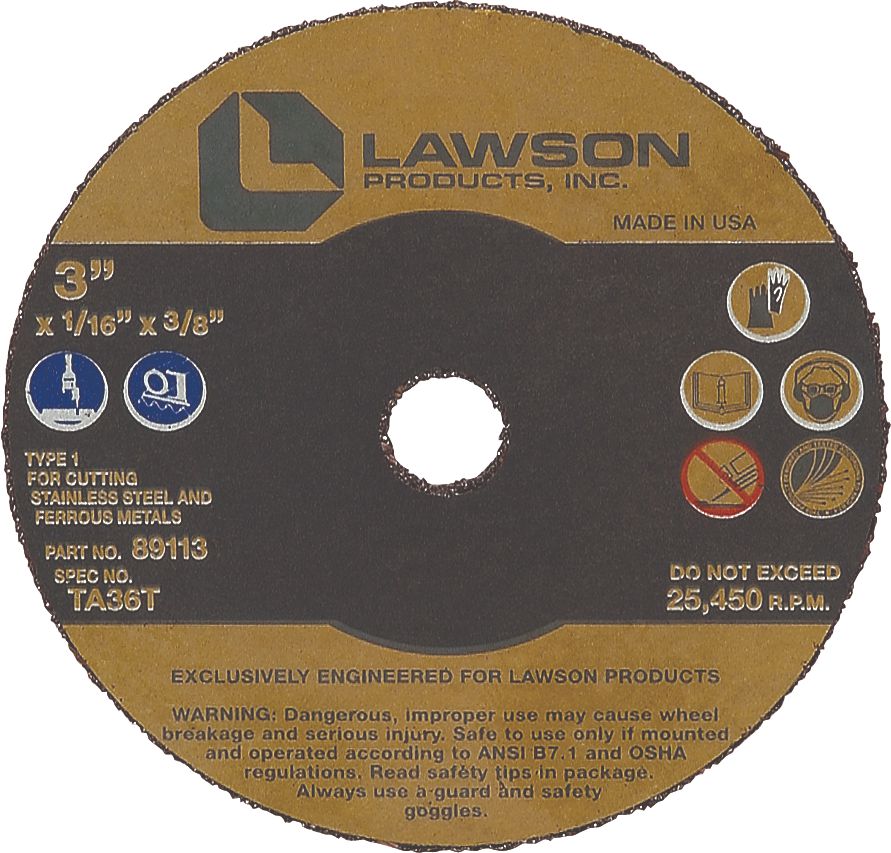 LAWSON
PRODUCTS, INC.
MADE IN USA
3"
x 1/16" x 3/8"
TYPE 1
FOR CUTTING
STAINLESS STEEL AND
FERROUS METALS
PART NO. 89113
SPEC NO.
TA36T
DO NOT EXCEED
25,450 R.P.M.
EXCLUSIVELY ENGINEERED FOR LAWSON PRODUCTS
WARNING: Dangerous, improper use may cause wheel
breakage and serious injury. Safe to use only if mounted
and operated according to ANSI B7.1 and OSHA
regulations. Read safety tips in package.
Always use a guard and safety
goggles.